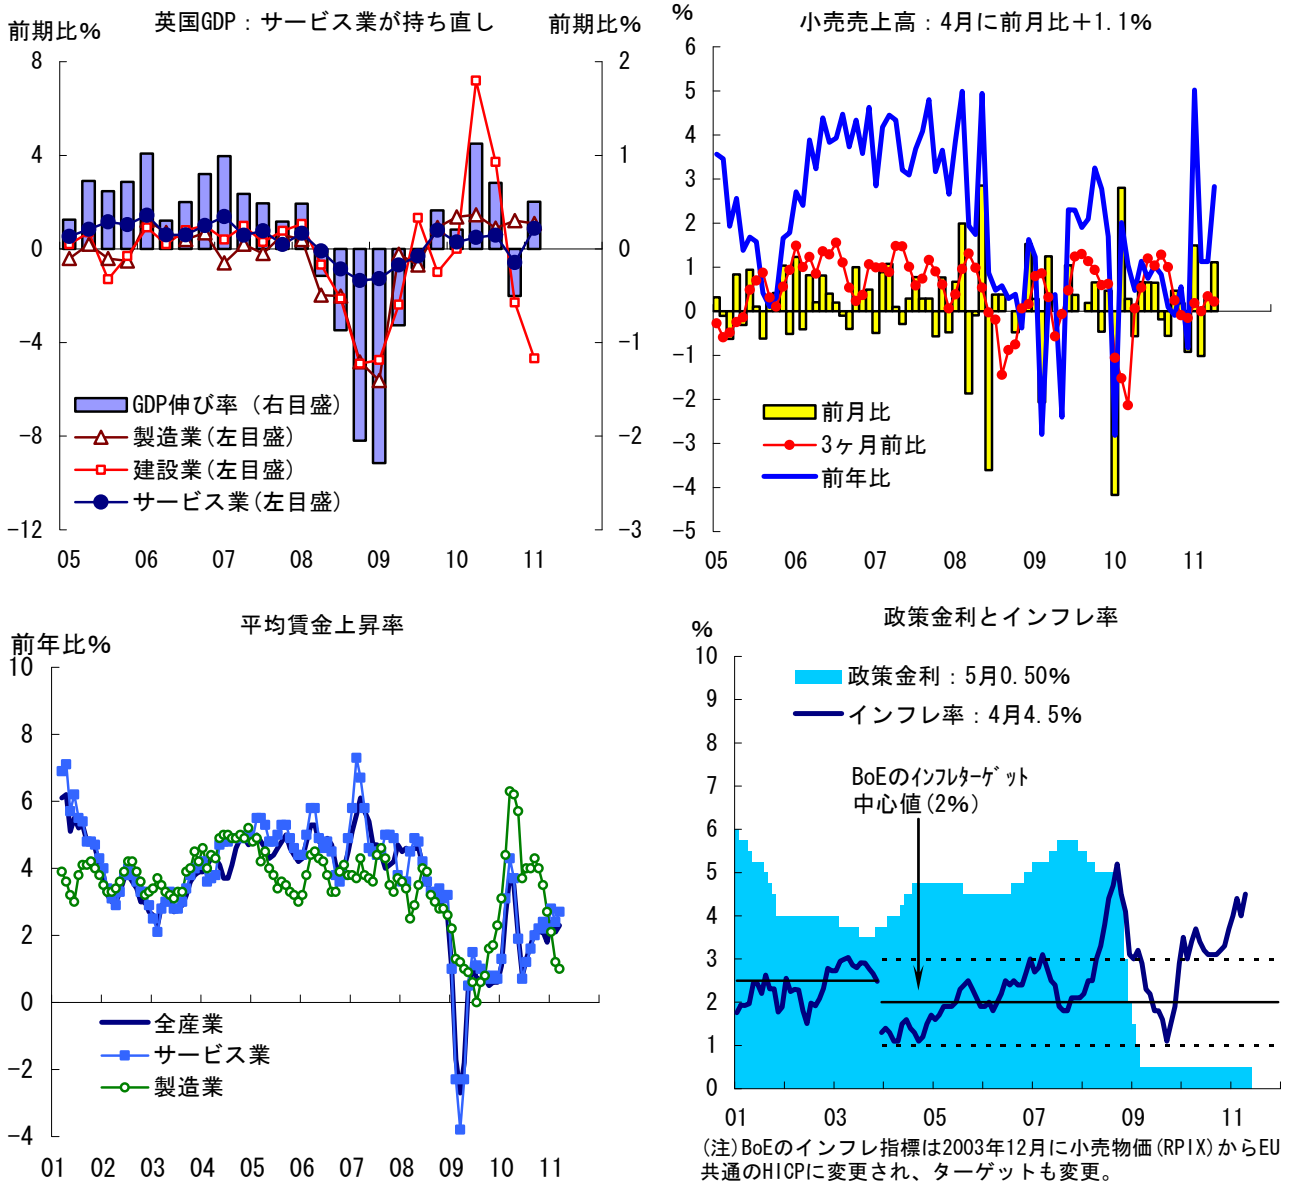 英国GDP：サービス業が持ち直し
前期比%
前期比%
8
4
0
-4
-8
-12
2
1
0
-1
-2
-3
GDP伸び率（右目盛）
製造業(左目盛)
建設業(左目盛)
サービス業(左目盛)
05 06 07 08 09 10 11
小売売上高：4月に前月比＋1.1%
%
6
5
4
3
2
1
0
-1
-2
-3
-4
-5
前月比
3ヶ月前比
前年比
05 06 07 08 09 10 11
平均賃金上昇率
前年比%
10
8
6
4
2
0
-2
-4
全産業
サービス業
製造業
01 02 03 04 05 06 07 08 09 10 11
政策金利とインフレ率
%
10
9
8
7
6
5
4
3
2
1
0
政策金利：5月0.50%
インフレ率：4月4.5%
BoEのインフレターゲット
中心値(2%)
01 03 05 07 09 11
(注)BoEのインフレ指標は2003年12月に小売物価(RPIX)からEU
共通のHICPに変更され、ターゲットも変更。